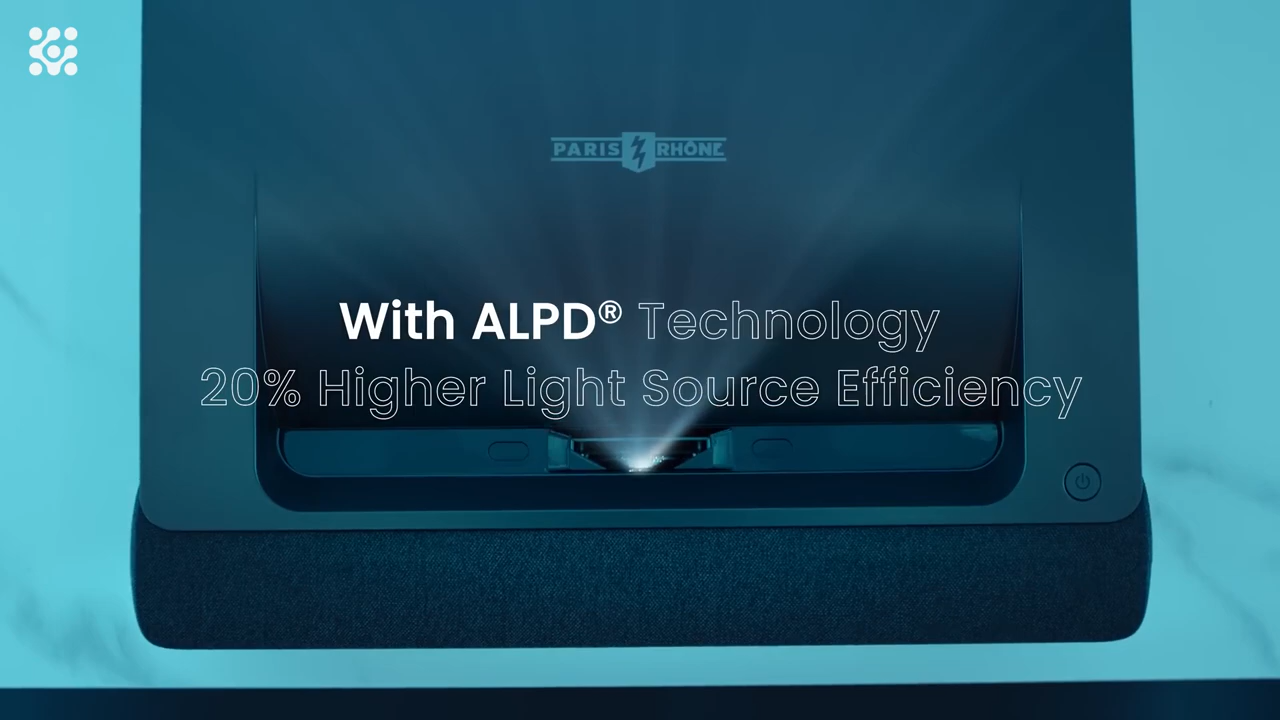 PARIS RHÔNE
With ALPD® Technology
20% Higher Light Source Efficiency